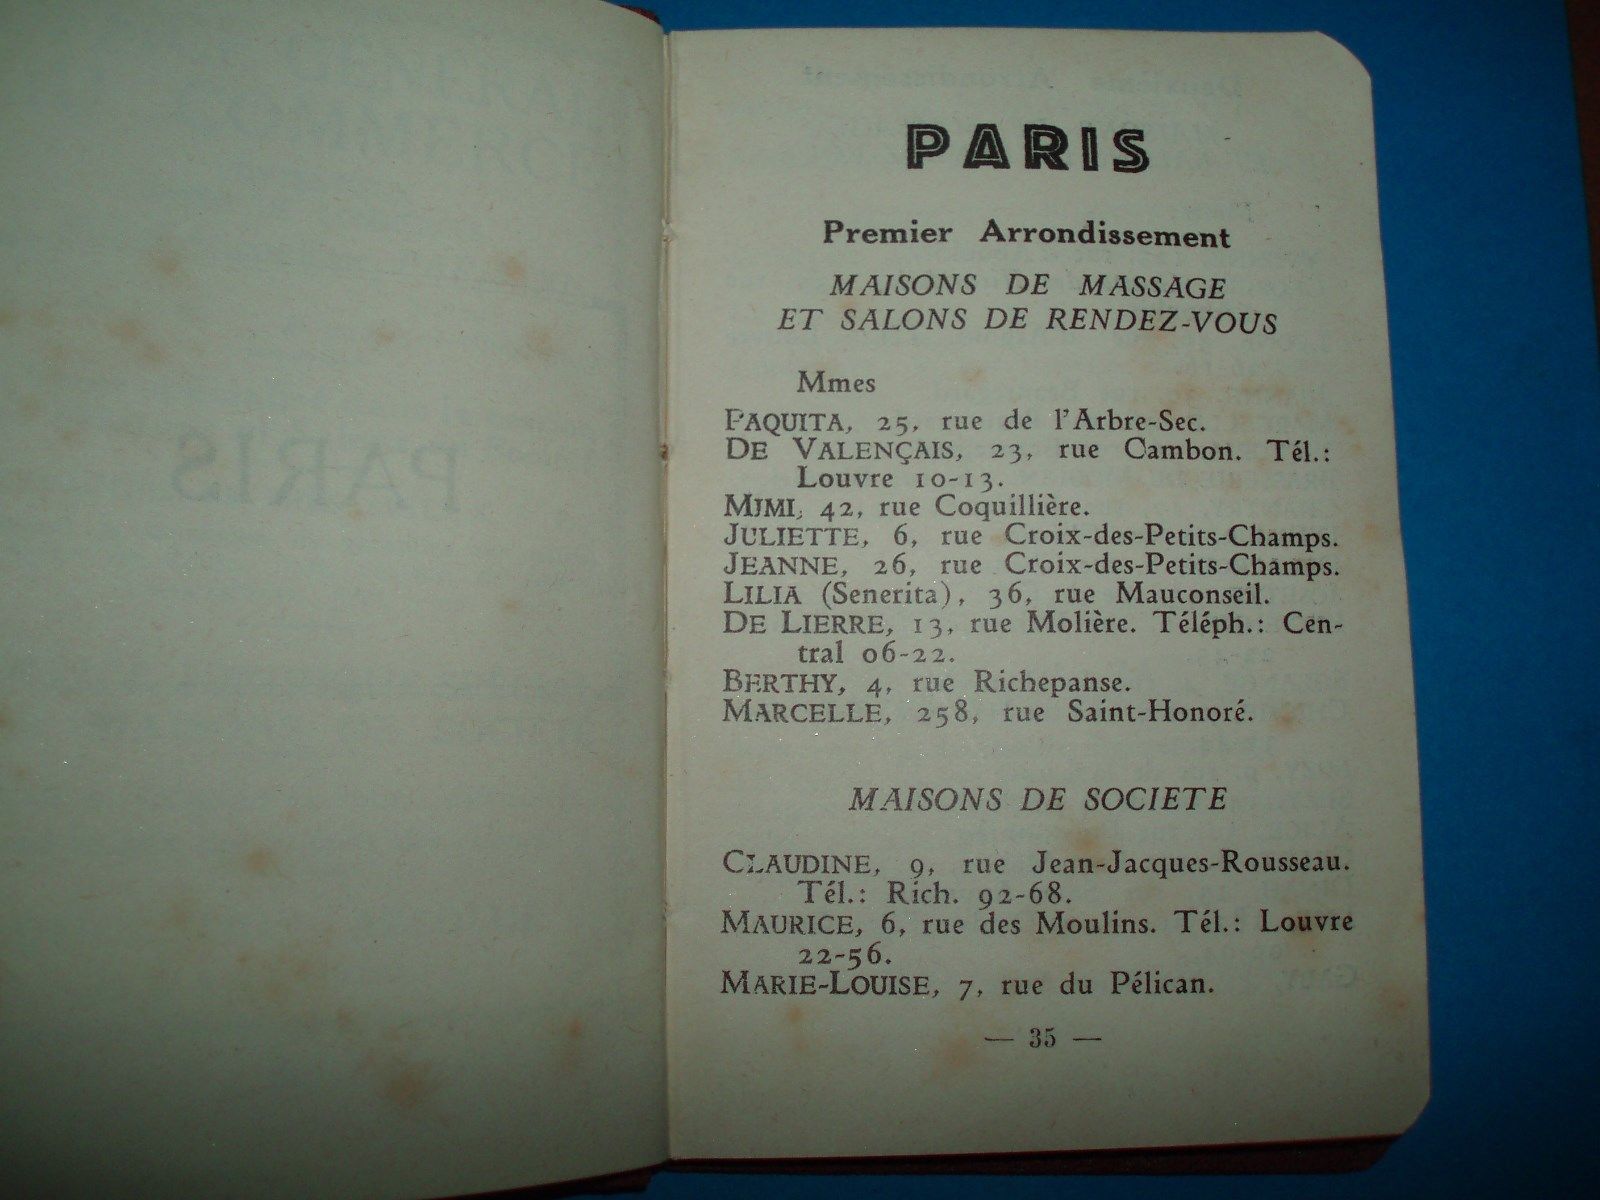 PARIS
Premier Arrondissement
MAISONS DE MASSAGE
ET SALONS DE RENDEZ-VOUS
Mmes
PAQUITA, 25, rue de l'Arbre-Sec.
DE VALENÇAIS, 23, rue Cambon. Tél.:
Louvre 10-13.
MIMI, 42, rue Coquillière.
JULIETTE, 6, rue Croix-des-Petits-Champs.
JEANNE, 26, rue Croix-des-Petits-Champs.
LILIA (Senerita), 36, rue Mauconseil.
DE LIERRE, 13, rue Molière. Téléph.: Cen-
tral 06-22.
BERTHY, 4, rue Richepanse.
MARCELLE, 258, rue Saint-Honoré.
MAISONS DE SOCIETE
CLAUDINE, 9, rue Jean-Jacques-Rousseau.
Tél.: Rich. 92-68.
MAURICE, 6, rue des Moulins. Tél.: Louvre
22-56.
MARIE-LOUISE, 7, rue du Pélican.
— 35 —